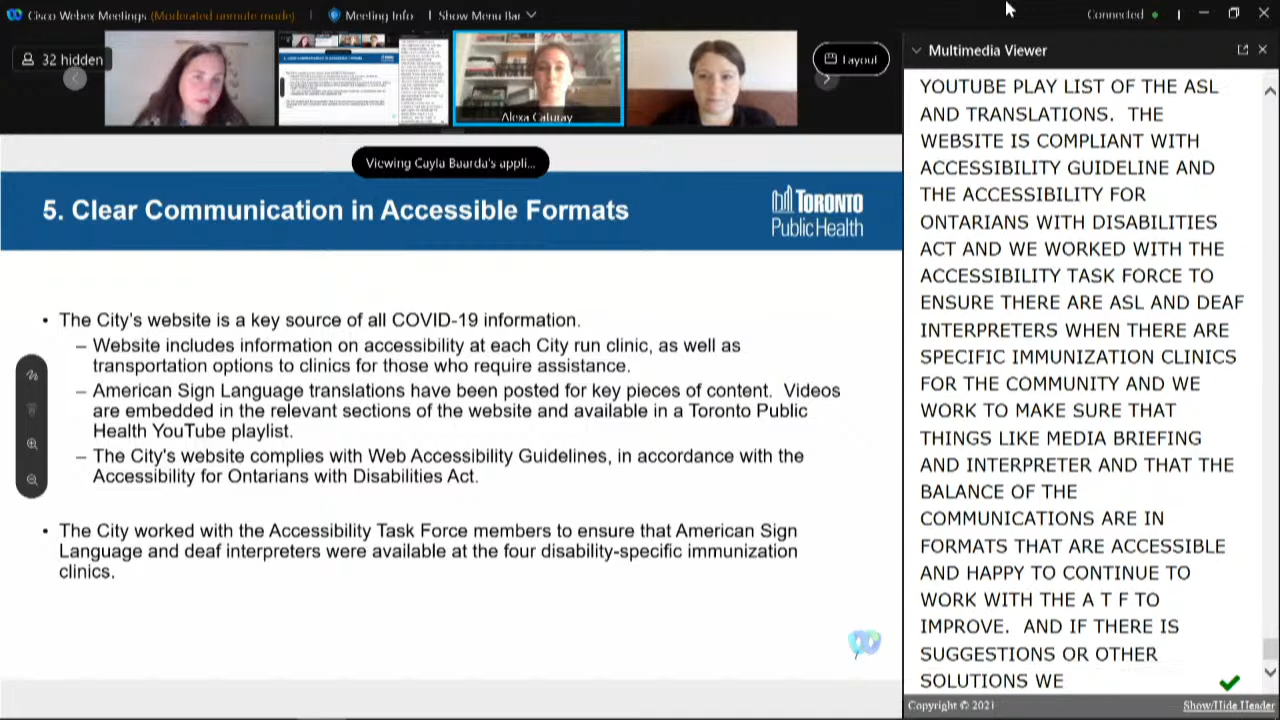 Cisco Webex Meetings (Moderated unmute mode) | Meeting Info | Show Menu Bar
Connected
32 hidden
Layout
Viewing Cayla Baarda's appli...
5. Clear Communication in Accessible Formats
TORONTO
Public Health
• The City's website is a key source of all COVID-19 information.
– Website includes information on accessibility at each City run clinic, as well as
transportation options to clinics for those who require assistance.
– American Sign Language translations have been posted for key pieces of content. Videos
are embedded in the relevant sections of the website and available in a Toronto Public
Health YouTube playlist.
– The City's website complies with Web Accessibility Guidelines, in accordance with the
Accessibility for Ontarians with Disabilities Act.
• The City worked with the Accessibility Task Force members to ensure that American Sign
Language and deaf interpreters were available at the four disability-specific immunization
clinics.
Multimedia Viewer
YOUTUBE PLAY LIST OF THE ASL
AND TRANSLATIONS. THE
WEBSITE IS COMPLIANT WITH
ACCESSIBILITY GUIDELINE AND
THE ACCESSIBILITY FOR
ONTARIANS WITH DISABILITIES
ACT AND WE WORKED WITH THE
ACCESSIBILITY TASK FORCE TO
ENSURE THERE ARE ASL AND DEAF
INTERPRETERS WHEN THERE ARE
SPECIFIC IMMUNIZATION CLINICS
FOR THE COMMUNITY AND WE
WORK TO MAKE SURE THAT
THINGS LIKE MEDIA BRIEFING
AND INTERPRETER AND THAT THE
BALANCE OF THE
COMMUNICATIONS ARE IN
FORMATS THAT ARE ACCESSIBLE
AND HAPPY TO CONTINUE TO
WORK WITH THE A T F TO
IMPROVE. AND IF THERE IS
SUGGESTIONS OR OTHER
SOLUTIONS WE
Copyright © 2021
Show/Hide Header